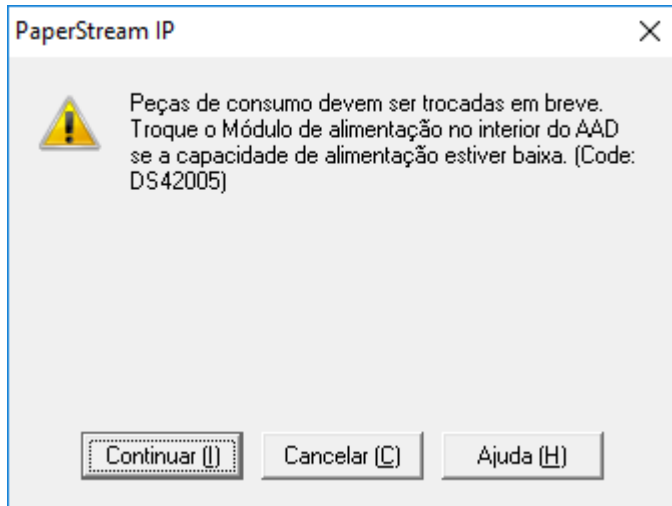 PaperStream IP
Peças de consumo devem ser trocadas em breve.
Troque o Módulo de alimentação no interior do AAD
se a capacidade de alimentação estiver baixa. (Code:
DS42005)
Continuar (I) Cancelar (C) Ajuda (H)